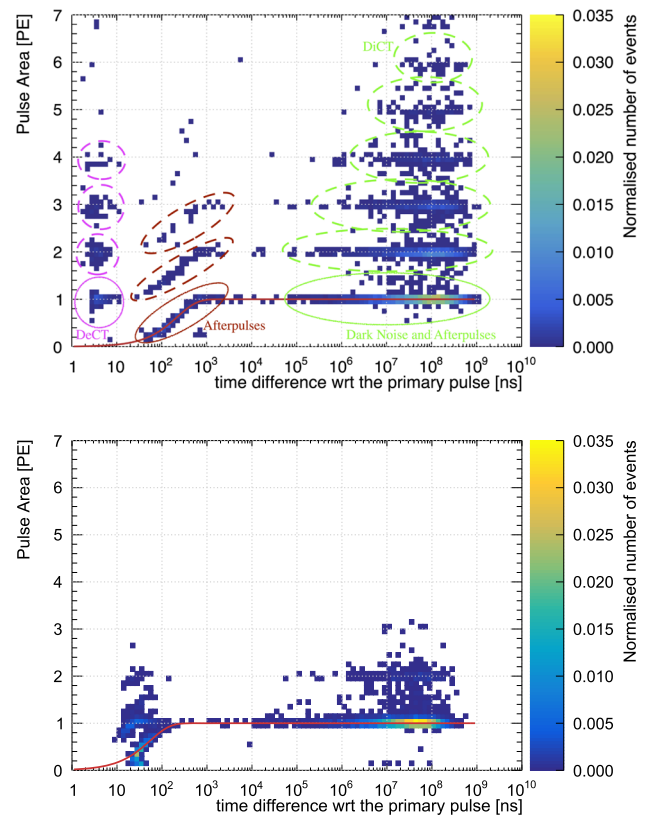 Pulse Area [PE]
7
6
5
4
3
2
1
0
DiCT
DeCT
Afterpulses
Dark Noise and Afterpulses
1 10 10² 10³ 10⁴ 10⁵ 10⁶ 10⁷ 10⁸ 10⁹ 10¹⁰
time difference wrt the primary pulse [ns]
0.035
0.030
0.025
0.020
0.015
0.010
0.005
0.000
Normalised number of events
Pulse Area [PE]
7
6
5
4
3
2
1
0
1 10 10² 10³ 10⁴ 10⁵ 10⁶ 10⁷ 10⁸ 10⁹ 10¹⁰
time difference wrt the primary pulse [ns]
0.035
0.030
0.025
0.020
0.015
0.010
0.005
0.000
Normalised number of events